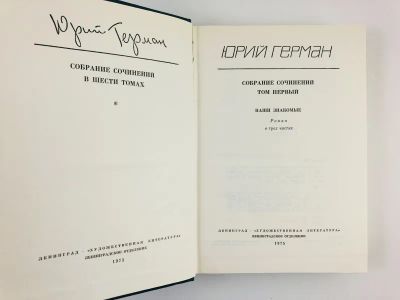 Юрий Герман
СОБРАНИЕ СОЧИНЕНИЙ
В ШЕСТИ ТОМАХ
ЛЕНИНГРАД · «ХУДОЖЕСТВЕННАЯ ЛИТЕРАТУРА»
ЛЕНИНГРАДСКОЕ ОТДЕЛЕНИЕ
1975
ЮРИЙ ГЕРМАН
СОБРАНИЕ СОЧИНЕНИЙ
ТОМ ПЕРВЫЙ
НАШИ ЗНАКОМЫЕ
Роман
в трех частях
ЛЕНИНГРАД · «ХУДОЖЕСТВЕННАЯ ЛИТЕРАТУРА»
ЛЕНИНГРАДСКОЕ ОТДЕЛЕНИЕ
1975